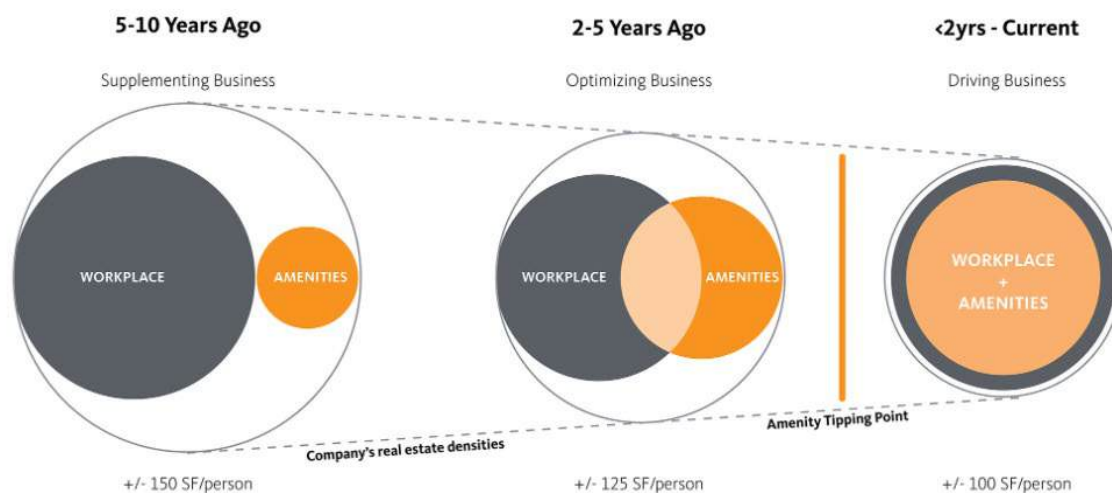 5-10 Years Ago
2-5 Years Ago
<2yrs - Current
Supplementing Business
Optimizing Business
Driving Business
WORKPLACE
AMENITIES
WORKPLACE
AMENITIES
WORKPLACE
+
AMENITIES
Company's real estate densities
Amenity Tipping Point
+/- 150 SF/person
+/- 125 SF/person
+/- 100 SF/person